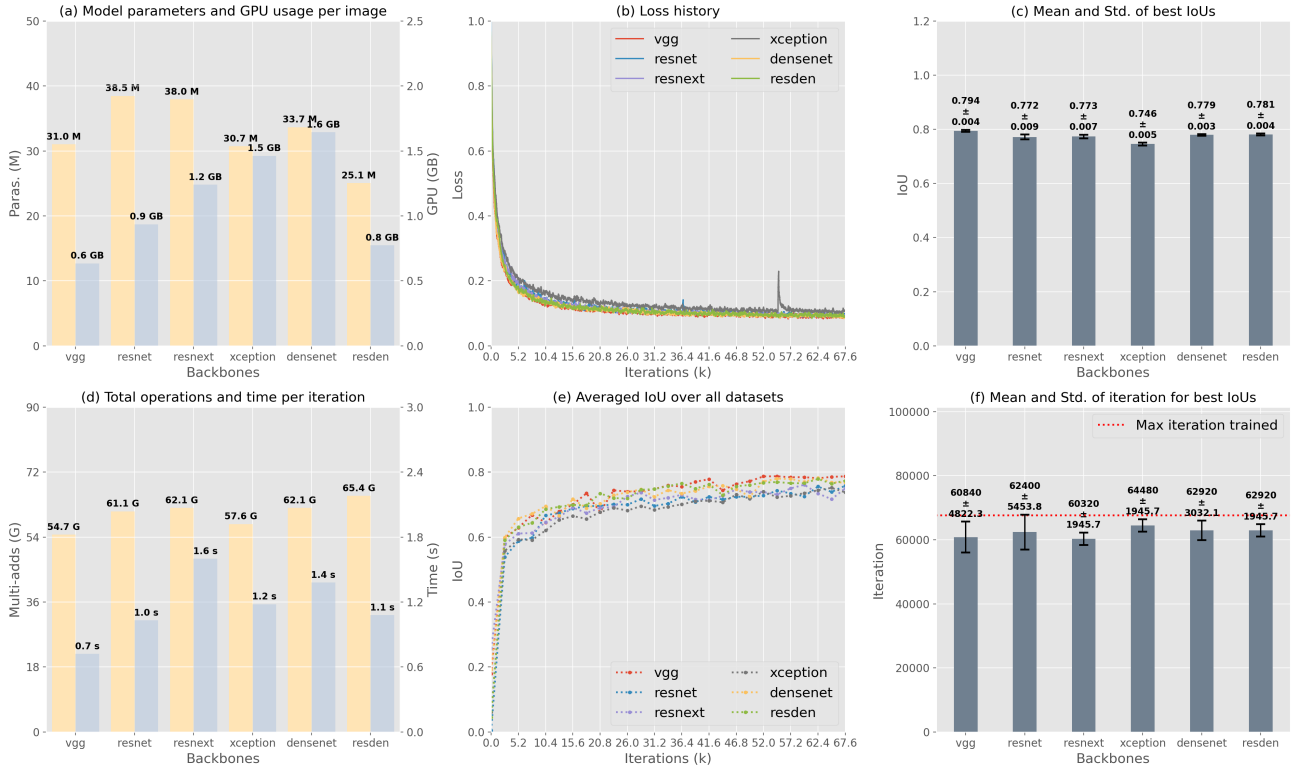 (a) Model parameters and GPU usage per image
50
40
30
20
10
0
Paras. (M)
2.5
2.0
1.5
1.0
0.5
0.0
GPU (GB)
31.0 M
38.5 M
38.0 M
30.7 M
33.7 M
25.1 M
0.6 GB
0.9 GB
1.2 GB
1.5 GB
1.6 GB
0.8 GB
vgg
resnet
resnext
xception
densenet
resden
Backbones
(b) Loss history
1.0
0.8
0.6
0.4
0.2
0.0
Loss
vgg
resnet
resnext
xception
densenet
resden
0.0 5.2 10.4 15.6 20.8 26.0 31.2 36.4 41.6 46.8 52.0 57.2 62.4 67.6
Iterations (k)
(c) Mean and Std. of best IoUs
1.2
1.0
0.8
0.6
0.4
0.2
0.0
IoU
0.794
±
0.004
0.772
±
0.009
0.773
±
0.007
0.746
±
0.005
0.779
±
0.003
0.781
±
0.004
vgg
resnet
resnext
xception
densenet
resden
Backbones
(d) Total operations and time per iteration
90
72
54
36
18
0
Multi-adds (G)
3.0
2.4
1.8
1.2
0.6
0.0
Time (s)
54.7 G
61.1 G
62.1 G
57.6 G
62.1 G
65.4 G
0.7 s
1.0 s
1.6 s
1.2 s
1.4 s
1.1 s
vgg
resnet
resnext
xception
densenet
resden
Backbones
(e) Averaged IoU over all datasets
1.0
0.8
0.6
0.4
0.2
0.0
IoU
vgg
resnet
resnext
xception
densenet
resden
0.0 5.2 10.4 15.6 20.8 26.0 31.2 36.4 41.6 46.8 52.0 57.2 62.4 67.6
Iterations (k)
(f) Mean and Std. of iteration for best IoUs
100000
80000
60000
40000
20000
0
Iteration
Max iteration trained
60840
±
4822.3
62400
±
5453.8
60320
±
1945.7
64480
±
1945.7
62920
±
3032.1
62920
±
1945.7
vgg
resnet
resnext
xception
densenet
resden
Backbones